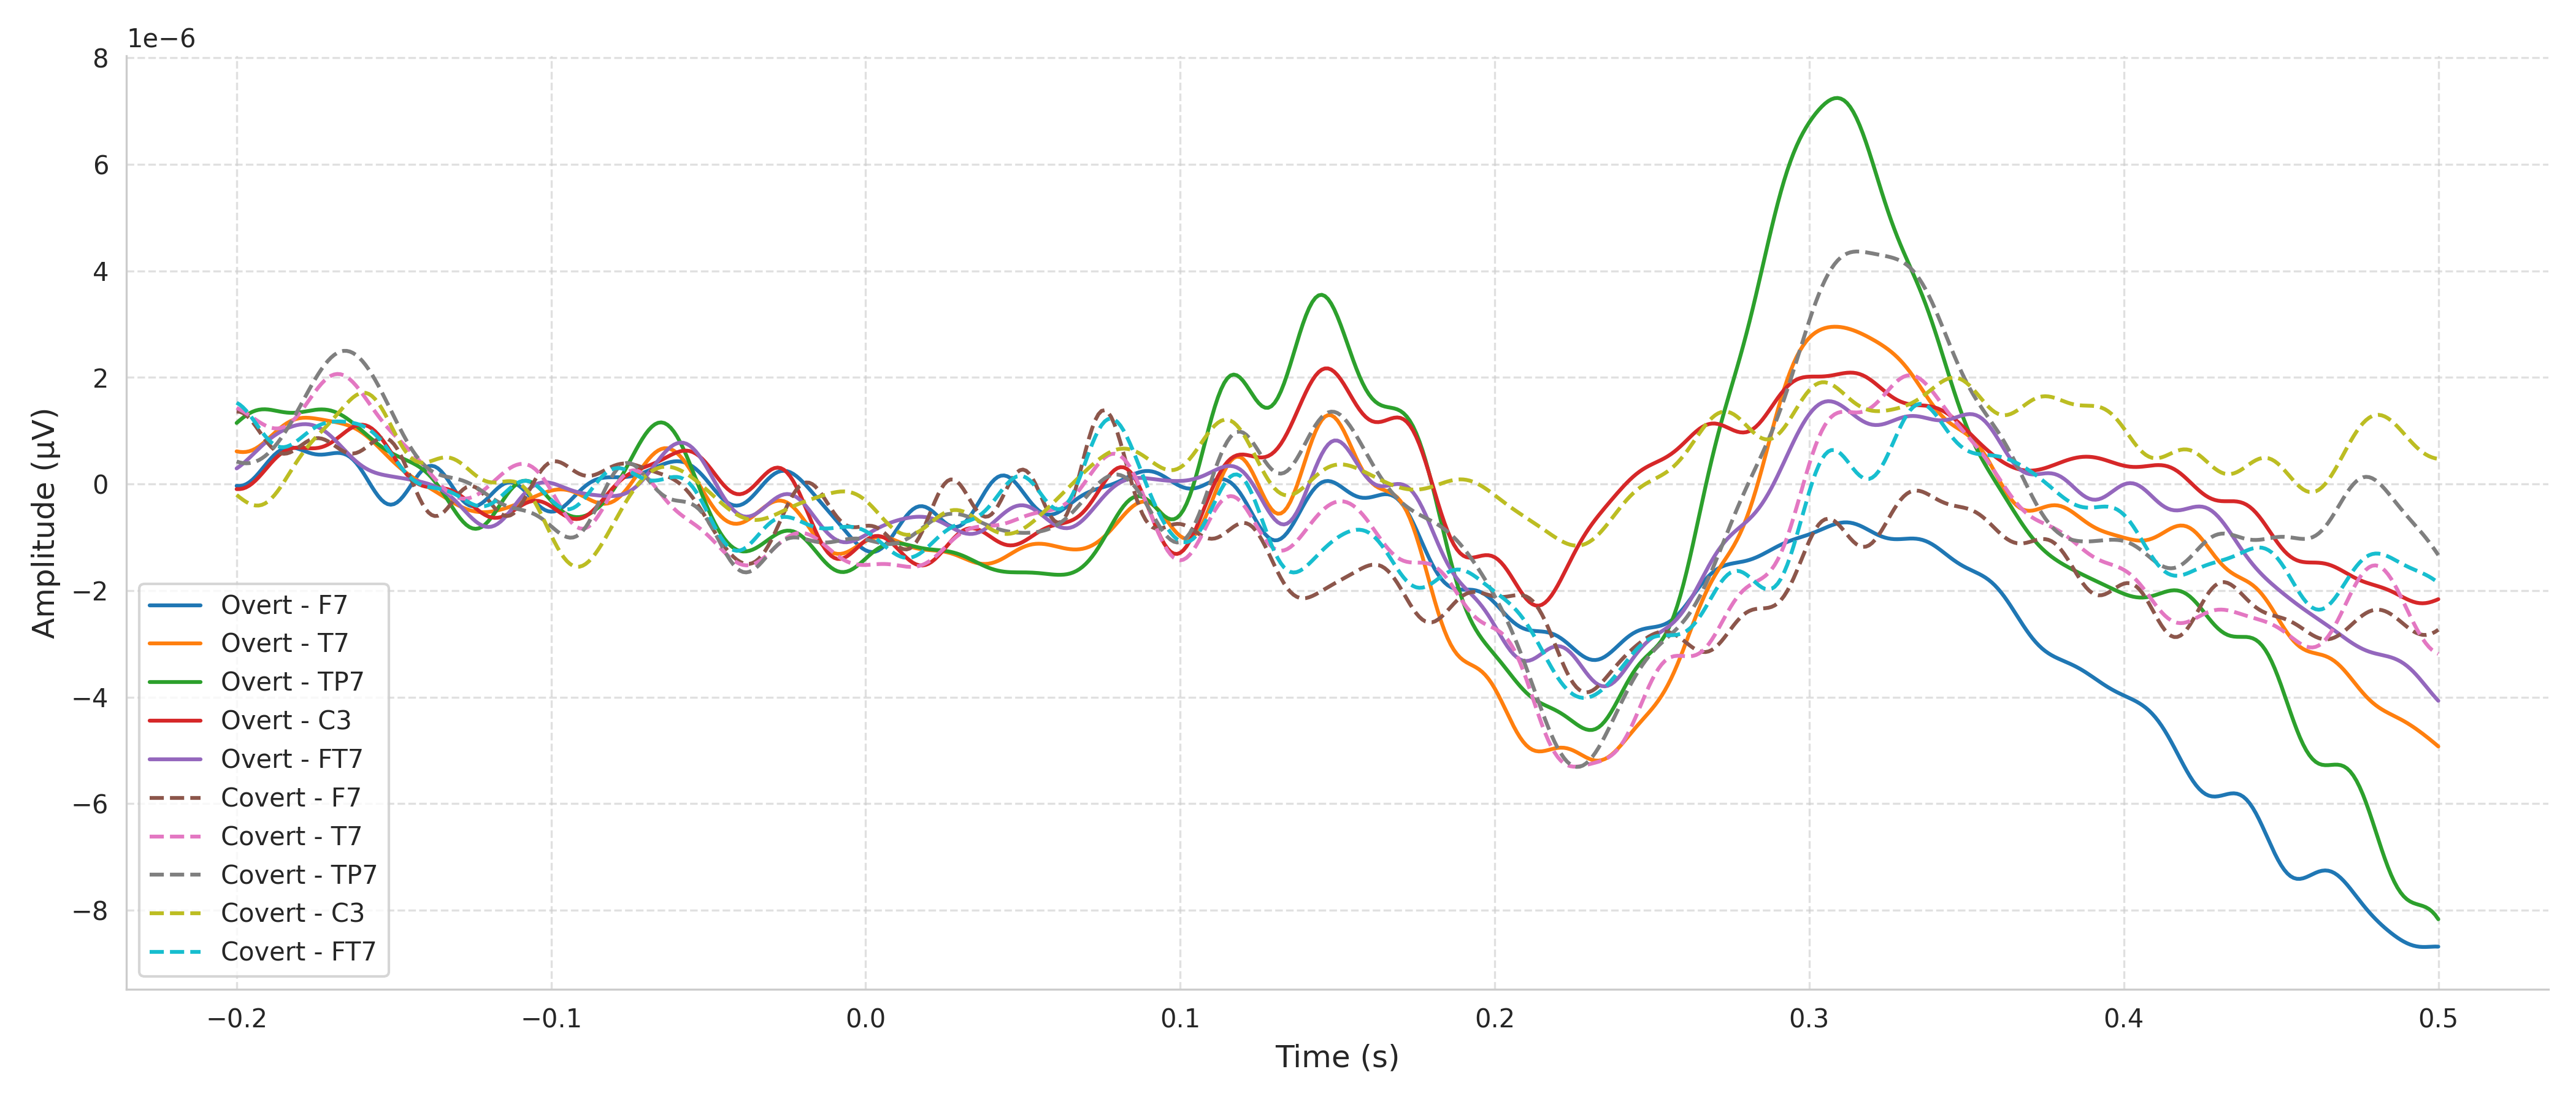 1e−6
8
6
4
2
0
−2
−4
−6
−8
Amplitude (µV)
Overt - F7
Overt - T7
Overt - TP7
Overt - C3
Overt - FT7
Covert - F7
Covert - T7
Covert - TP7
Covert - C3
Covert - FT7
−0.2 −0.1 0.0 0.1 0.2 0.3 0.4 0.5
Time (s)